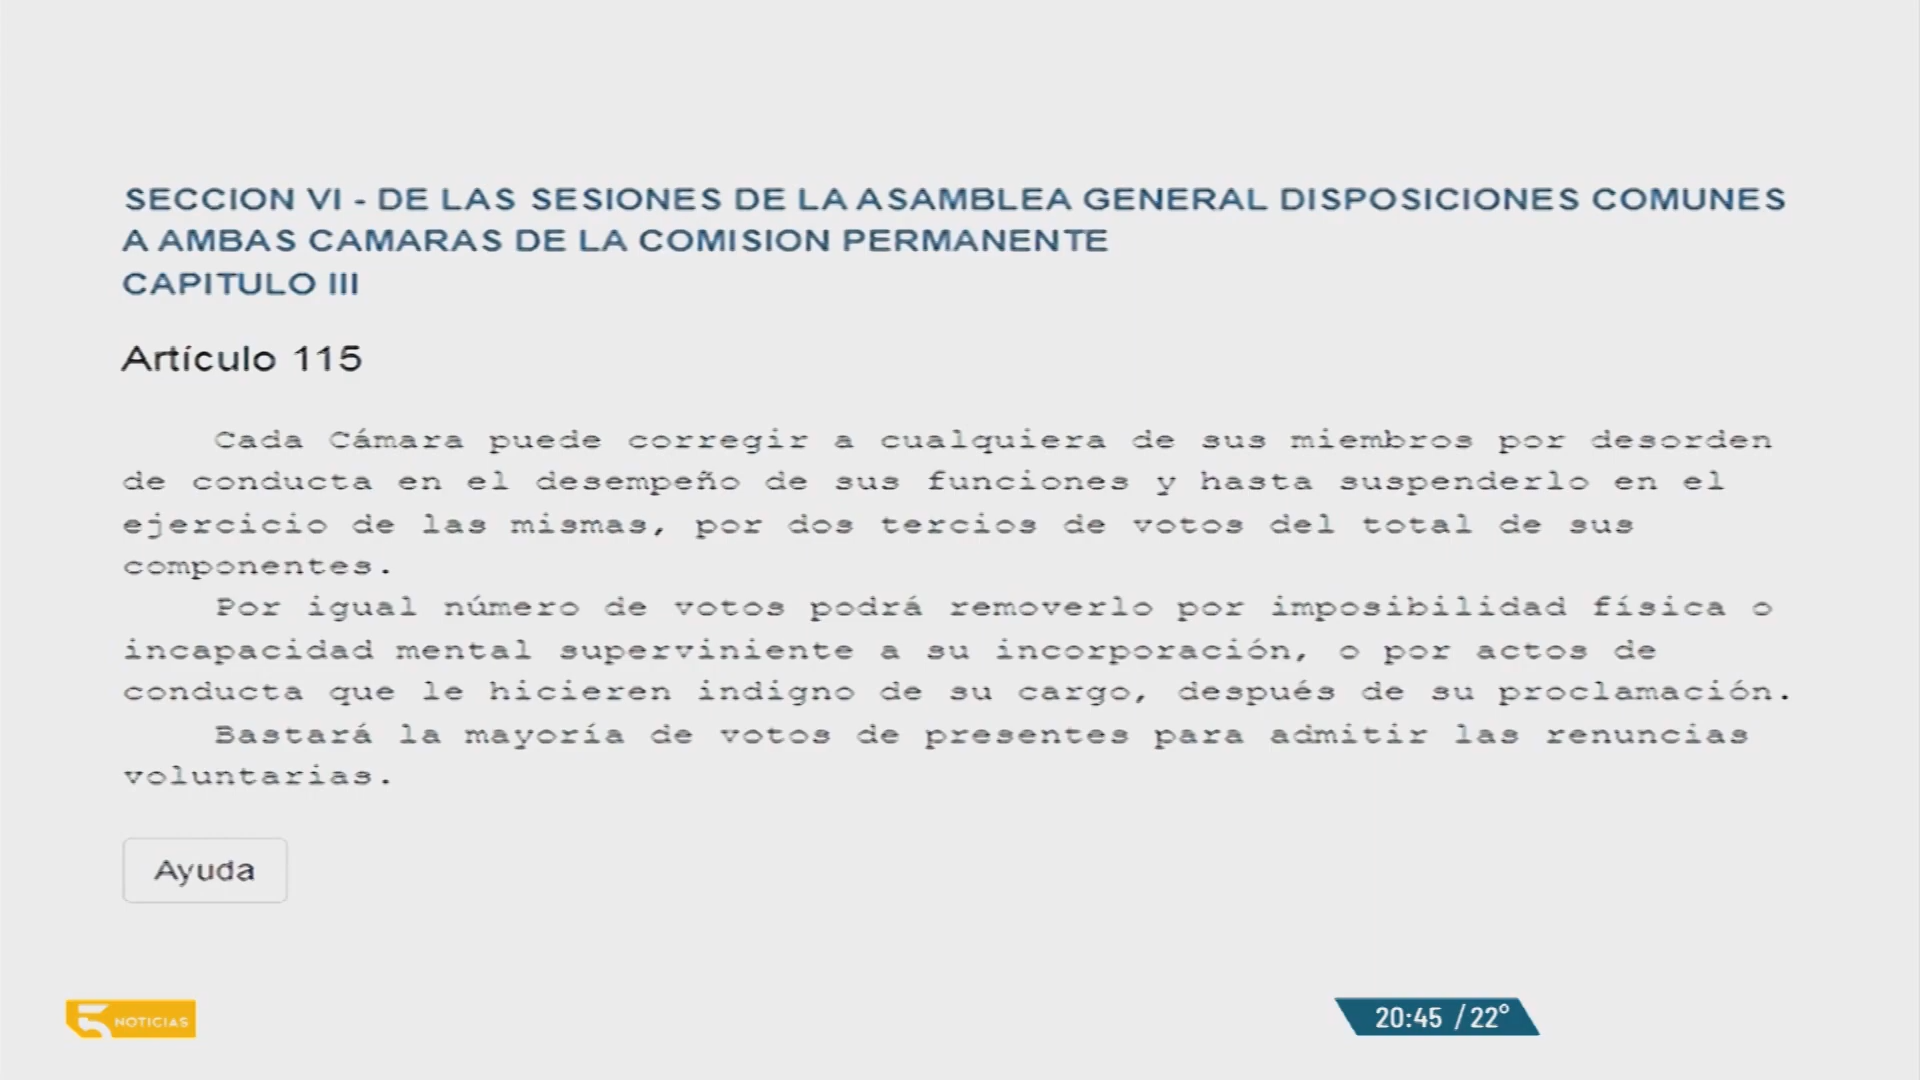 SECCION VI - DE LAS SESIONES DE LA ASAMBLEA GENERAL DISPOSICIONES COMUNES
A AMBAS CAMARAS DE LA COMISION PERMANENTE
CAPITULO III
Artículo 115
Cada Cámara puede corregir a cualquiera de sus miembros por desorden
de conducta en el desempeño de sus funciones y hasta suspenderlo en el
ejercicio de las mismas, por dos tercios de votos del total de sus
componentes.
Por igual número de votos podrá removerlo por imposibilidad física o
incapacidad mental superviniente a su incorporación, o por actos de
conducta que le hicieren indigno de su cargo, después de su proclamación.
Bastará la mayoría de votos de presentes para admitir las renuncias
voluntarias.
Ayuda
5 NOTICIAS
20:45 / 22°